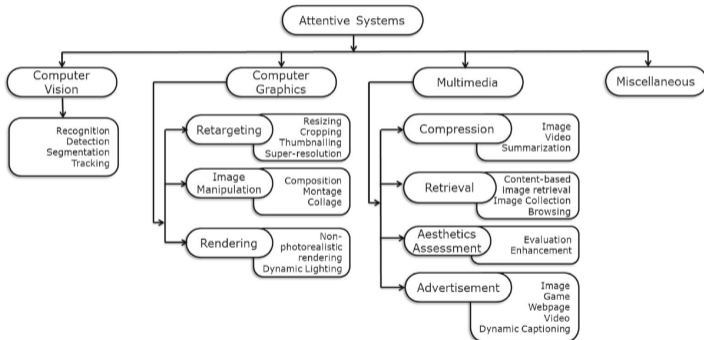 Attentive Systems
Computer
Vision
Computer
Graphics
Multimedia
Miscellaneous
Recognition
Detection
Segmentation
Tracking
Retargeting
Resizing
Cropping
Thumbnailing
Super-resolution
Image
Manipulation
Composition
Montage
Collage
Rendering
Non-
photorealistic
rendering
Dynamic Lighting
Compression
Image
Video
Summarization
Retrieval
Content-based
image retrieval
Image Collection
Browsing
Aesthetics
Assessment
Evaluation
Enhancement
Advertisement
Image
Game
Webpage
Video
Dynamic Captioning